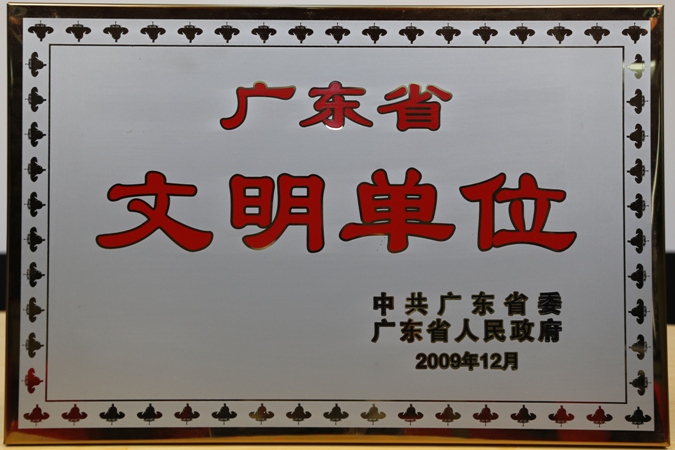 广东省
文明单位
中共广东省委
广东省人民政府
2009年12月